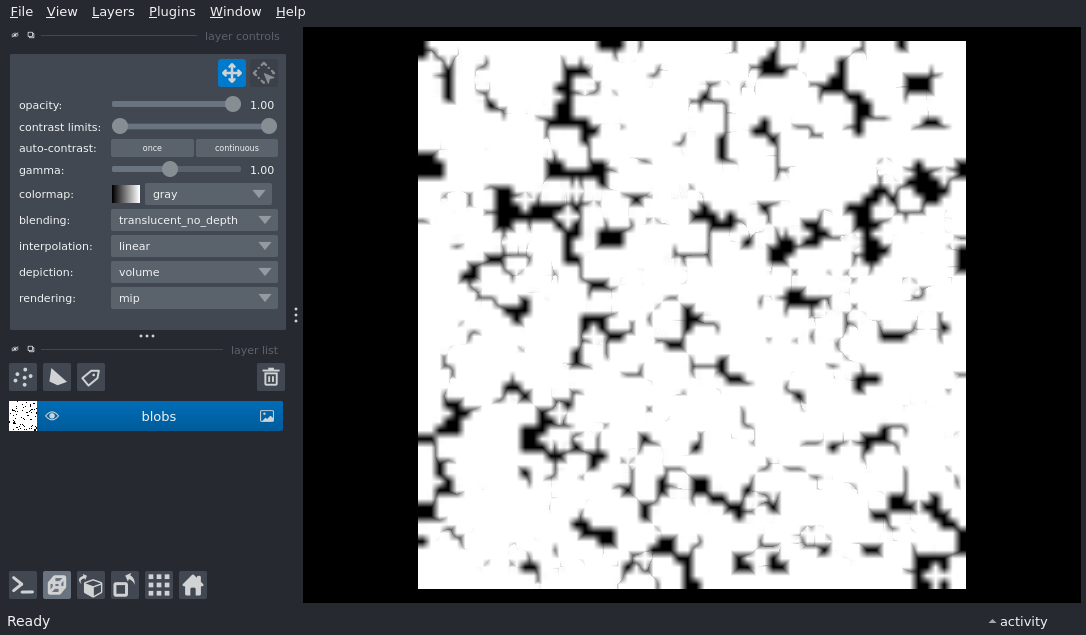 File View Layers Plugins Window Help
layer controls
opacity: 1.00
contrast limits:
auto-contrast: once continuous
gamma: 1.00
colormap: gray
blending: translucent_no_depth
interpolation: linear
depiction: volume
rendering: mip
layer list
blobs
Ready activity